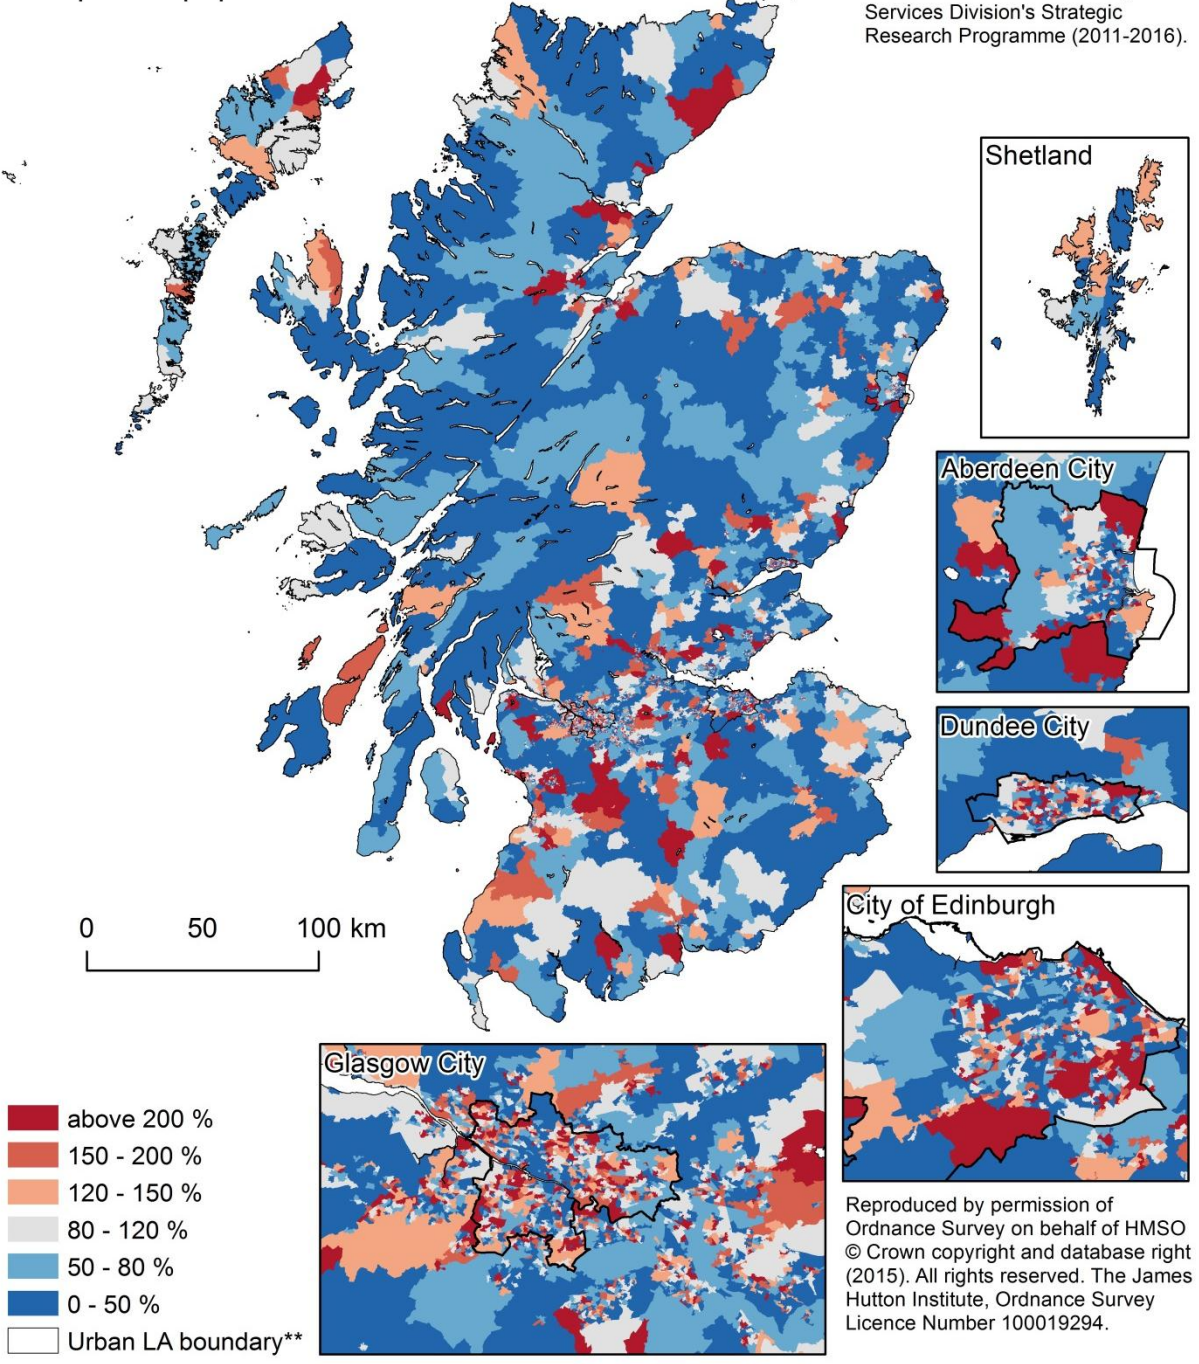 Services Division's Strategic
Research Programme (2011-2016).
Shetland
Aberdeen City
Dundee City
City of Edinburgh
0 50 100 km
Glasgow City
above 200 %
150 - 200 %
120 - 150 %
80 - 120 %
50 - 80 %
0 - 50 %
Urban LA boundary**
Reproduced by permission of
Ordnance Survey on behalf of HMSO
© Crown copyright and database right
(2015). All rights reserved. The James
Hutton Institute, Ordnance Survey
Licence Number 100019294.